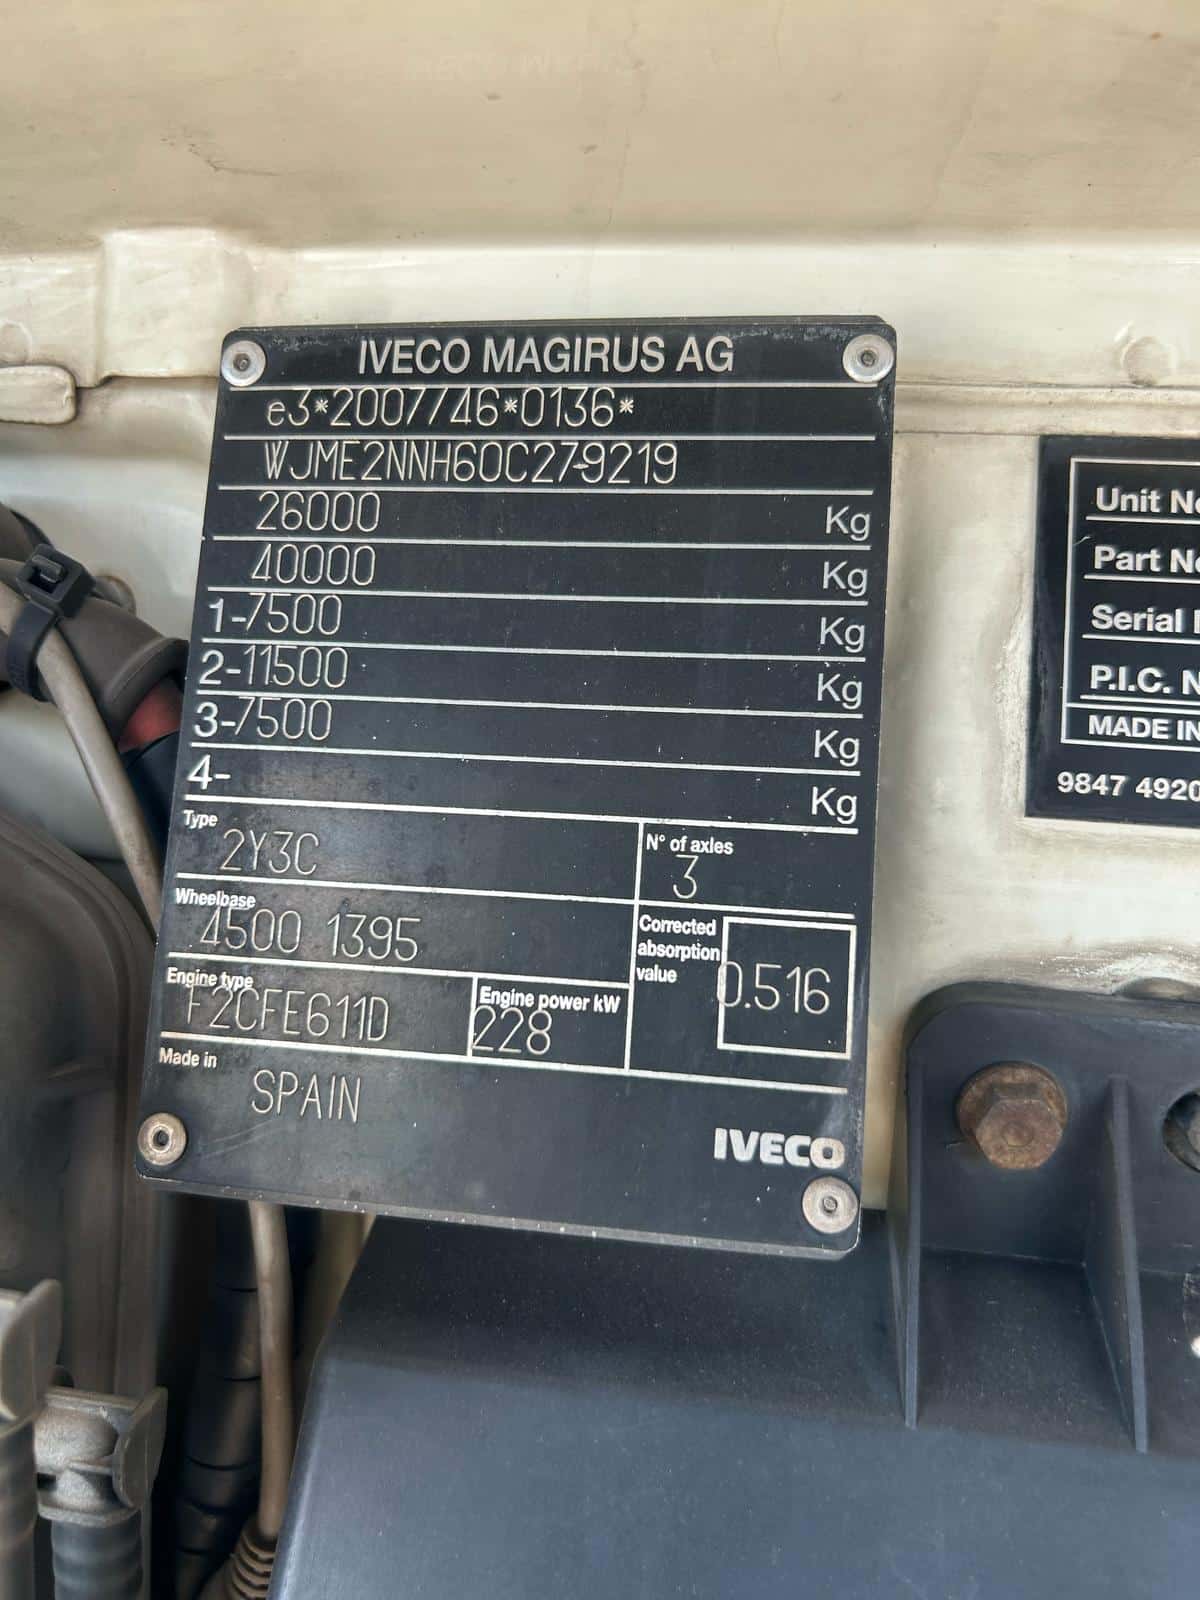 IVECO MAGIRUS AG
e3*2007/46*0136*
WJME2NNH60C279219
26000 Kg
40000 Kg
1-7500 Kg
2-11500 Kg
3-7500 Kg
4- Kg
Type
2Y3C
N° of axles
3
Wheelbase
4500 1395
Corrected
absorption
value
0.516
Engine type
F2CFE611D
Engine power kW
228
Made in
SPAIN
IVECO
Unit No
Part No
Serial
P.I.C. N
MADE IN
9847 4920